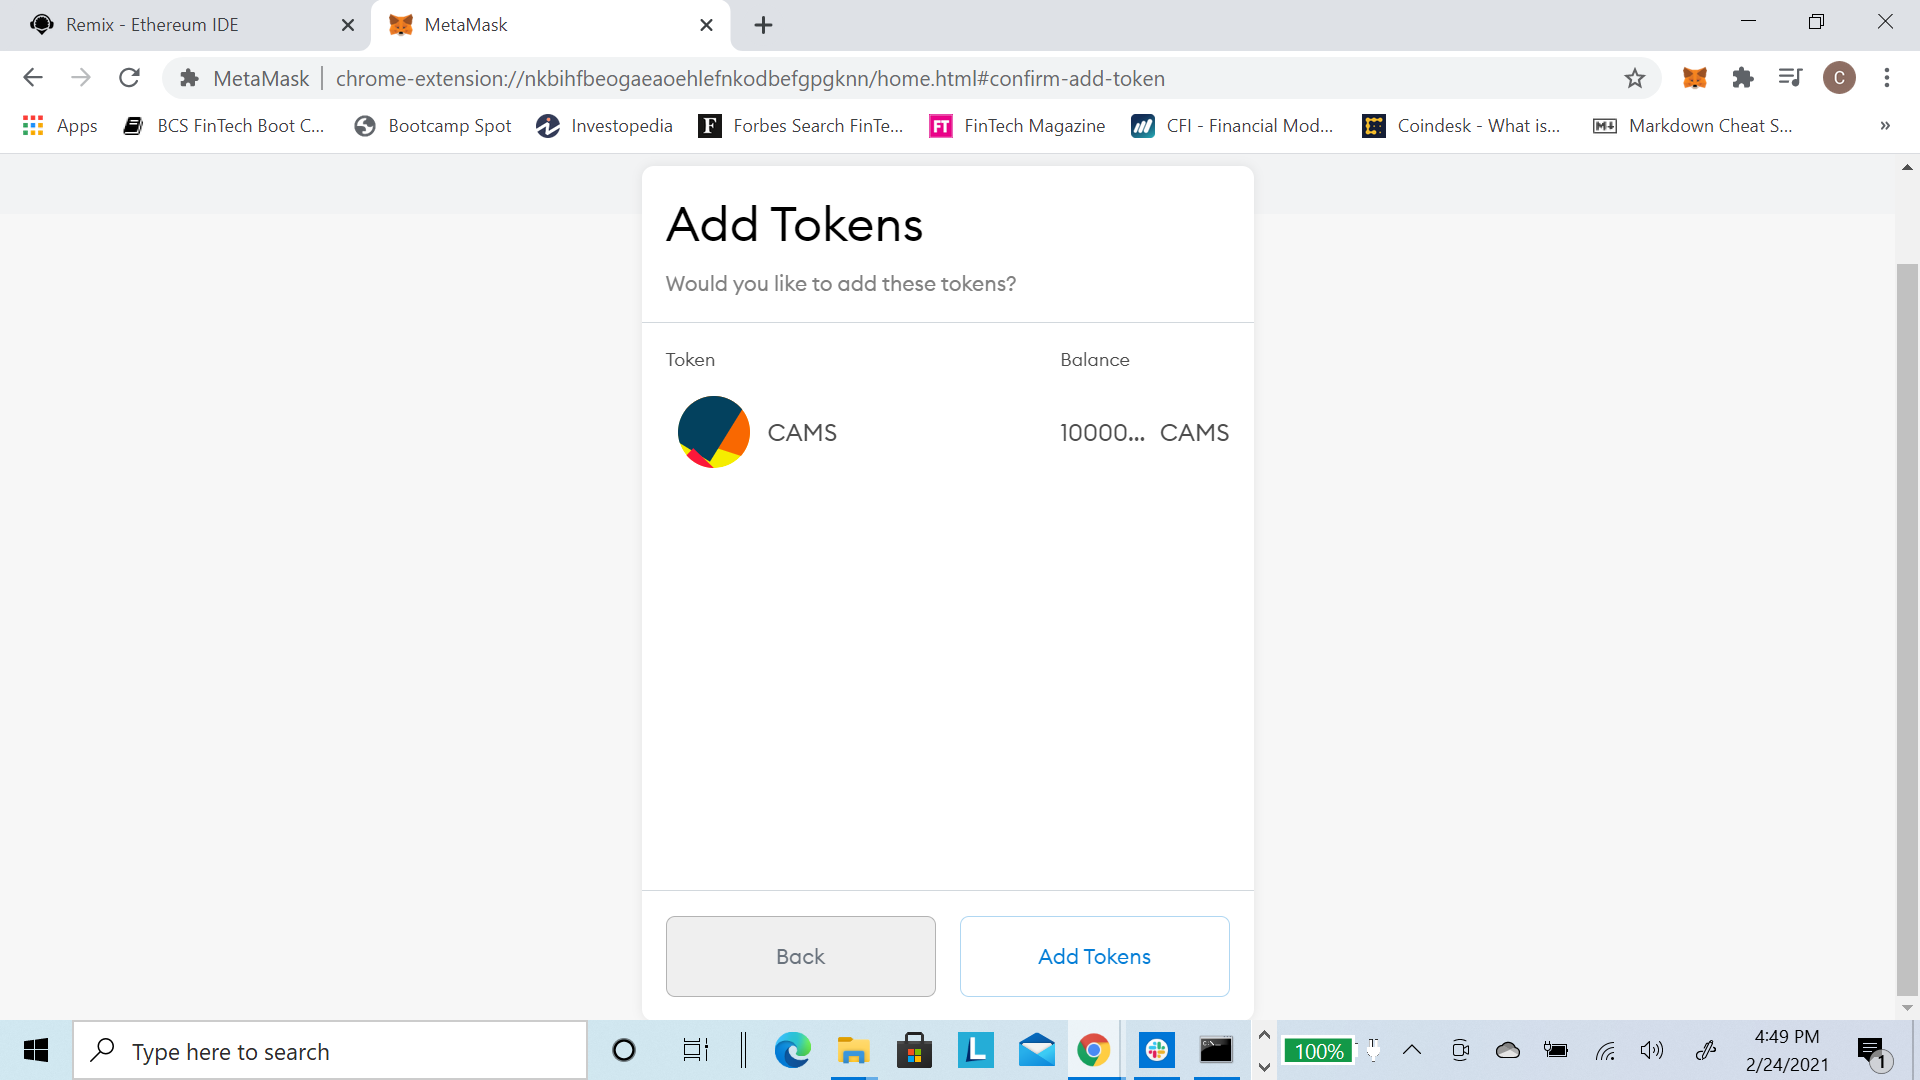 Remix - Ethereum IDE
MetaMask
MetaMask
chrome-extension://nkbihfbeogaeaoehlefnkodbefgpgknn/home.html#confirm-add-token
C
Apps
BCS FinTech Boot C...
Bootcamp Spot
Investopedia
F
Forbes Search FinTe...
FT
FinTech Magazine
CFI - Financial Mod...
Coindesk - What is...
M
Markdown Cheat S...
»
Add Tokens
Would you like to add these tokens?
Token
Balance
CAMS
10000... CAMS
Back
Add Tokens
Type here to search
L
100%
4:49 PM
2/24/2021
1